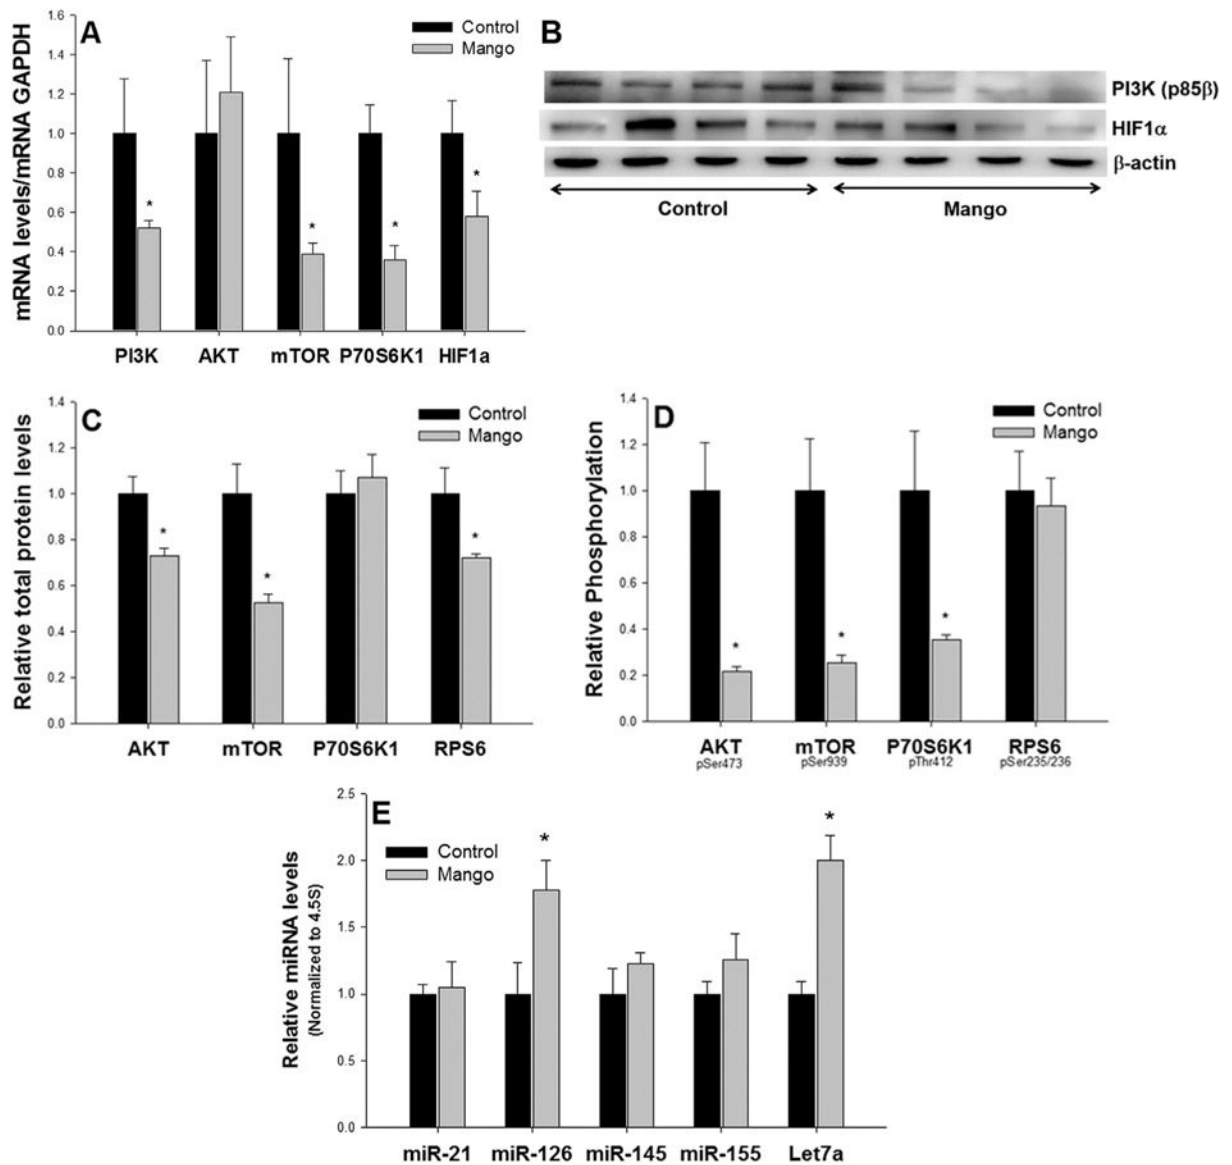 A
Control
Mango
mRNA levels/mRNA GAPDH
1.6
1.4
1.2
1.0
0.8
0.6
0.4
0.2
0.0
*
*
*
*
PI3K AKT mTOR P70S6K1 HIF1a
B
PI3K (p85β)
HIF1α
β-actin
Control Mango
C
Control
Mango
Relative total protein levels
1.4
1.2
1.0
0.8
0.6
0.4
0.2
0.0
*
*
*
AKT mTOR P70S6K1 RPS6
D
Control
Mango
Relative Phosphorylation
1.4
1.2
1.0
0.8
0.6
0.4
0.2
0.0
*
*
*
AKT mTOR P70S6K1 RPS6
pSer473 pSer939 pThr412 pSer235/236
E
Control
Mango
Relative miRNA levels
(Normalized to 4.5S)
2.5
2.0
1.5
1.0
0.5
0.0
*
*
miR-21 miR-126 miR-145 miR-155 Let7a